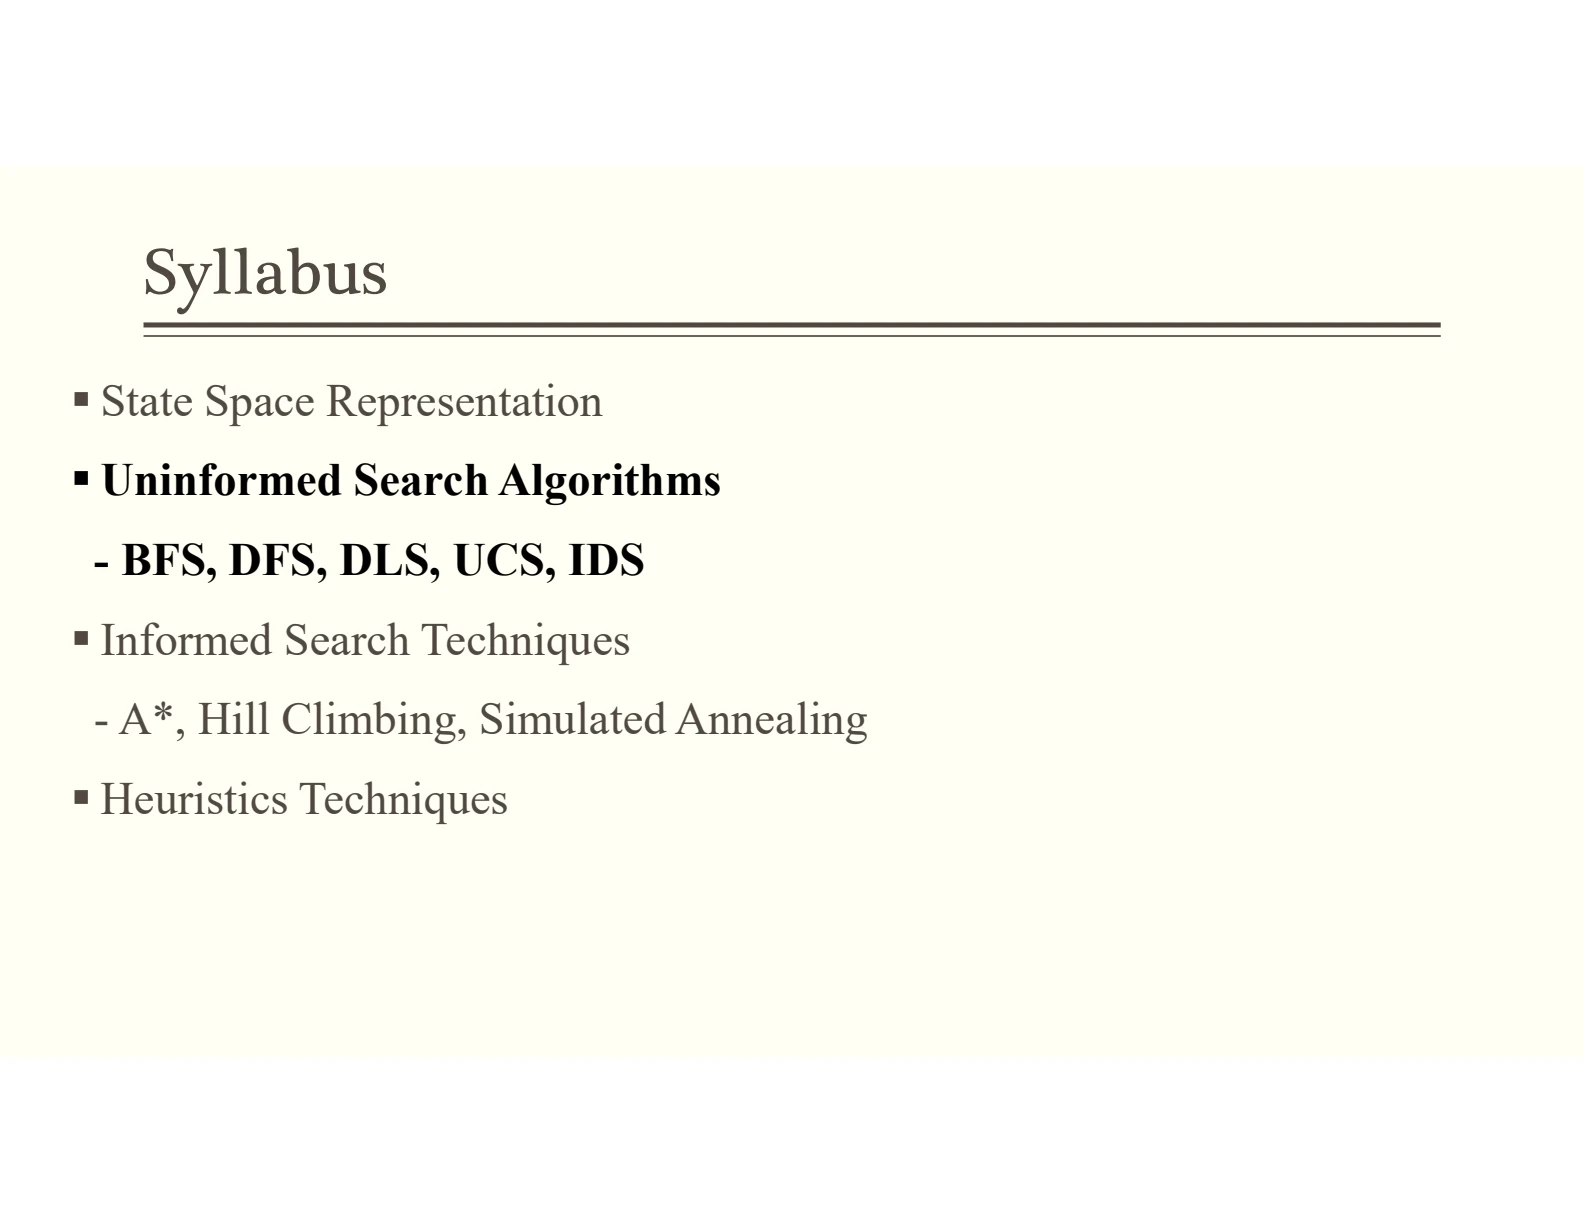 Syllabus
▪ State Space Representation
▪ Uninformed Search Algorithms
- BFS, DFS, DLS, UCS, IDS
▪ Informed Search Techniques
- A*, Hill Climbing, Simulated Annealing
▪ Heuristics Techniques